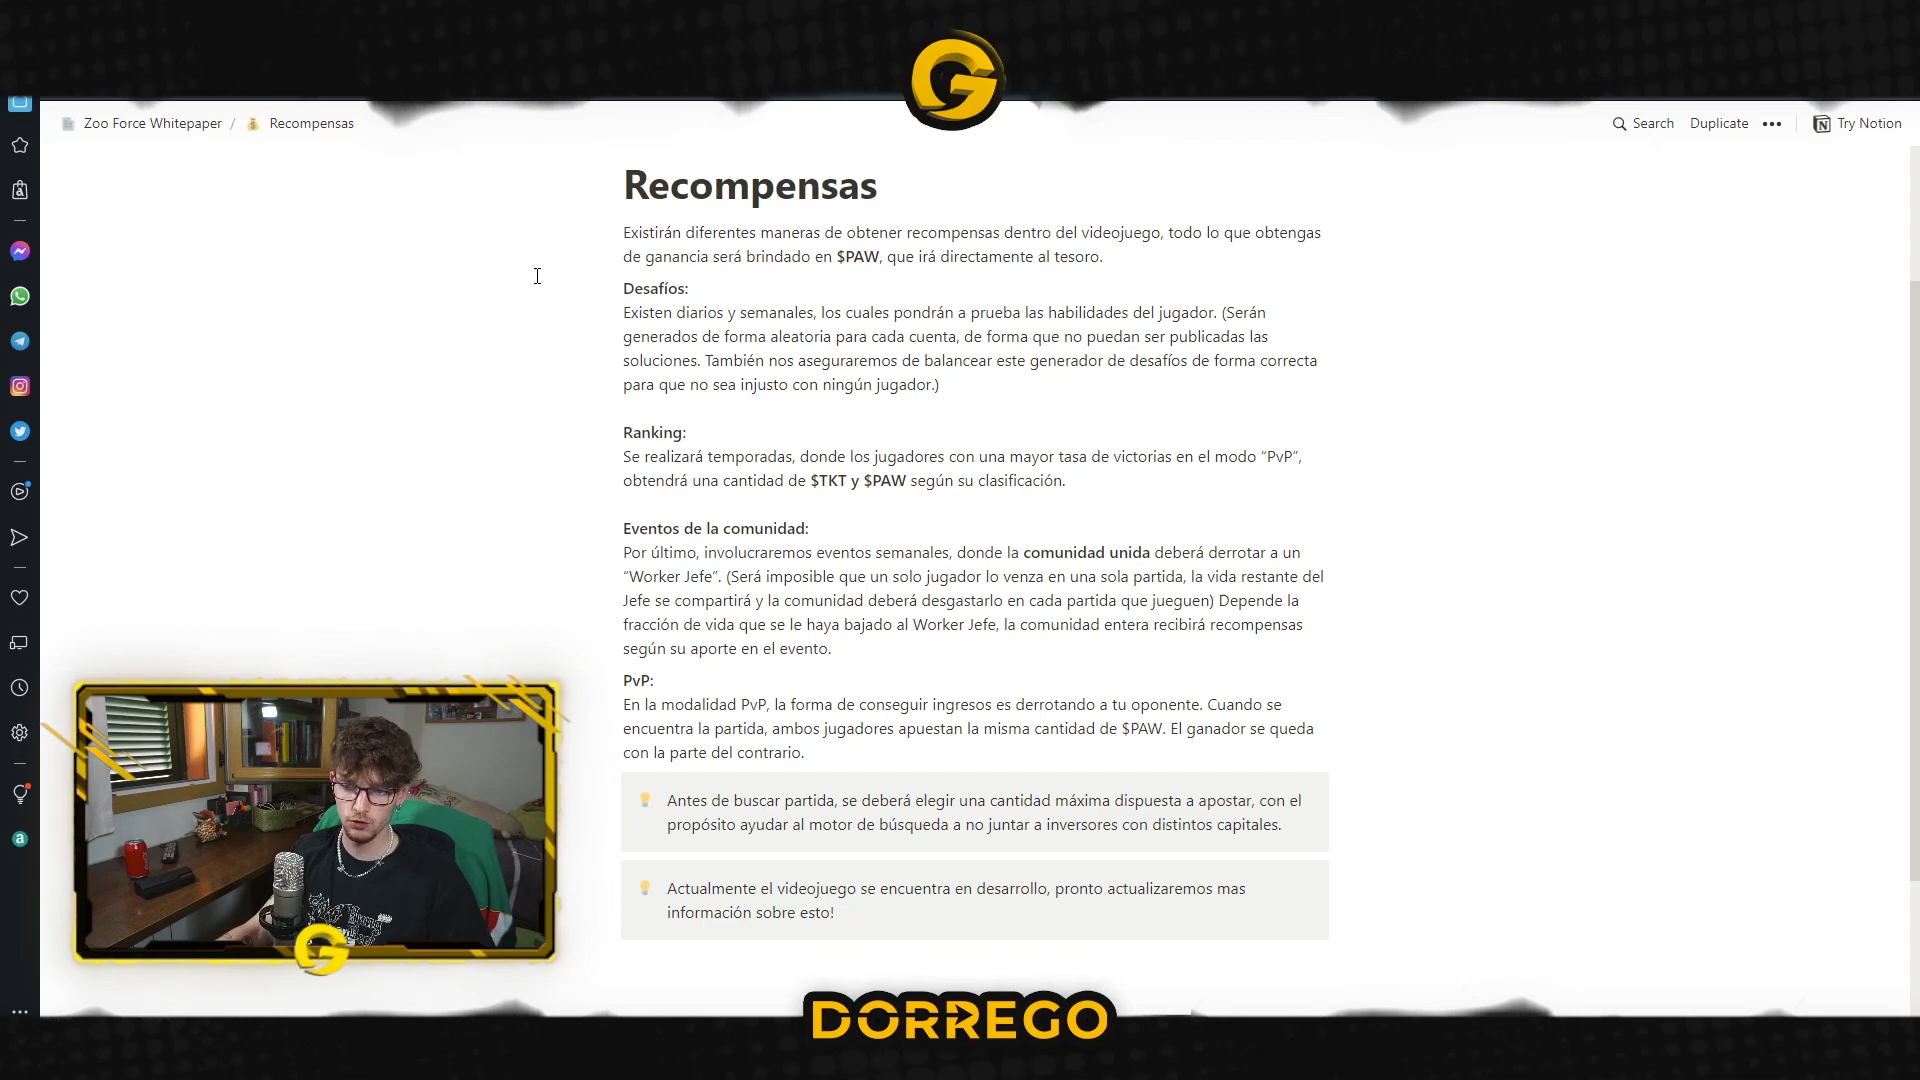 G
Zoo Force Whitepaper / Recompensas
Search Duplicate ••• Try Notion
Recompensas
Existirán diferentes maneras de obtener recompensas dentro del videojuego, todo lo que obtengas
de ganancia será brindado en $PAW, que irá directamente al tesoro.
Desafíos:
Existen diarios y semanales, los cuales pondrán a prueba las habilidades del jugador. (Serán
generados de forma aleatoria para cada cuenta, de forma que no puedan ser publicadas las
soluciones. También nos aseguraremos de balancear este generador de desafíos de forma correcta
para que no sea injusto con ningún jugador.)
Ranking:
Se realizará temporadas, donde los jugadores con una mayor tasa de victorias en el modo “PvP”,
obtendrá una cantidad de $TKT y $PAW según su clasificación.
Eventos de la comunidad:
Por último, involucraremos eventos semanales, donde la comunidad unida deberá derrotar a un
“Worker Jefe”. (Será imposible que un solo jugador lo venza en una sola partida, la vida restante del
Jefe se compartirá y la comunidad deberá desgastarlo en cada partida que jueguen) Depende la
fracción de vida que se le haya bajado al Worker Jefe, la comunidad entera recibirá recompensas
según su aporte en el evento.
PvP:
En la modalidad PvP, la forma de conseguir ingresos es derrotando a tu oponente. Cuando se
encuentra la partida, ambos jugadores apuestan la misma cantidad de $PAW. El ganador se queda
con la parte del contrario.
Antes de buscar partida, se deberá elegir una cantidad máxima dispuesta a apostar, con el
propósito ayudar al motor de búsqueda a no juntar a inversores con distintos capitales.
Actualmente el videojuego se encuentra en desarrollo, pronto actualizaremos mas
información sobre esto!
G
DORREGO